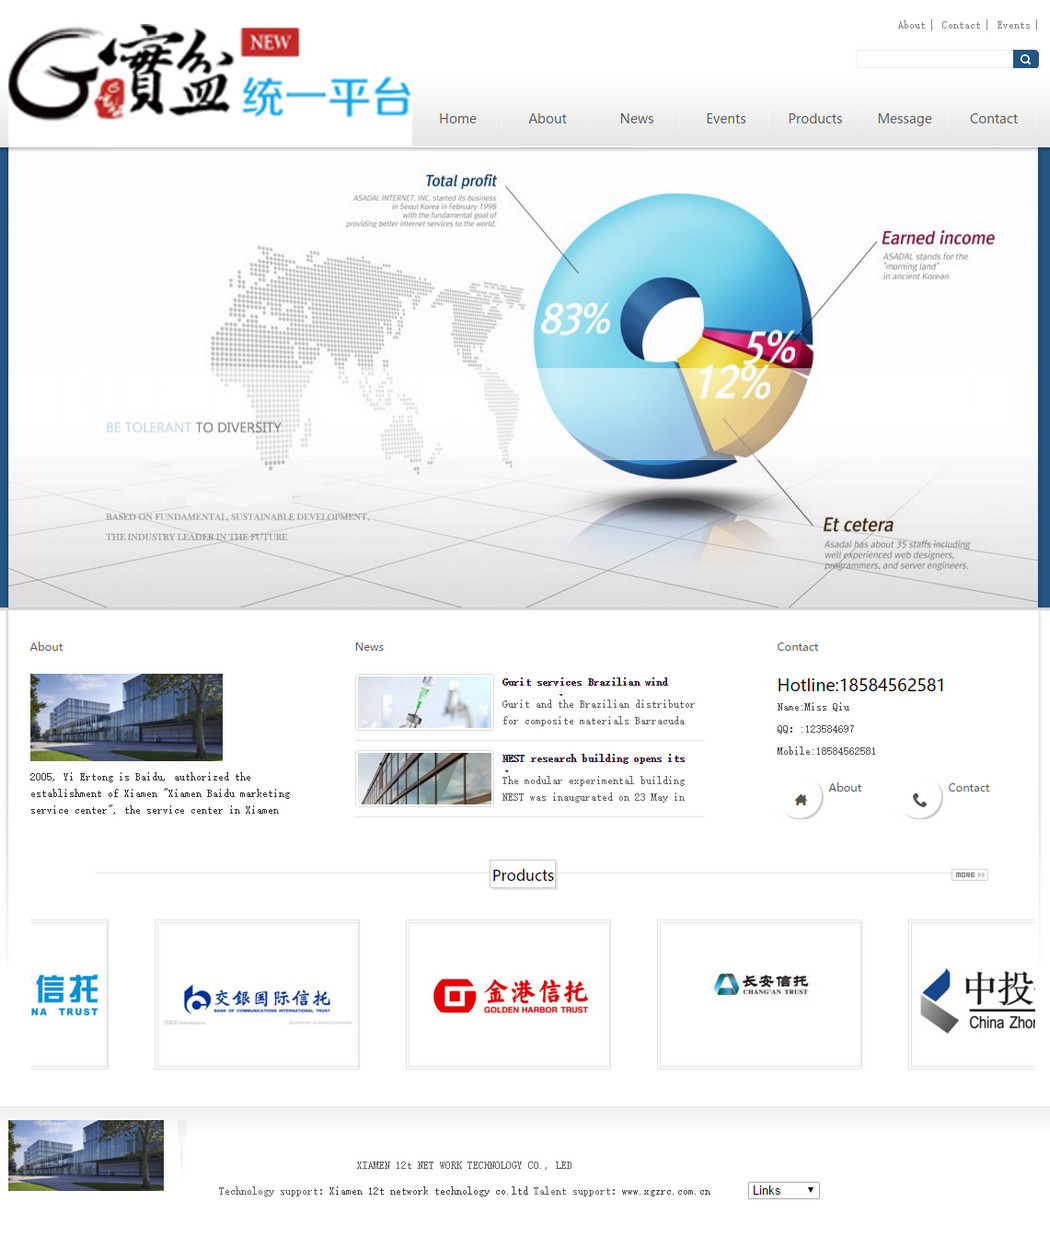 About | Contact | Events |
寶盆
NEW
统一平台
Home About News Events Products Message Contact
Total profit
ASADAL INTERNET, INC. started its business
in Seoul Korea in February 1998
with the fundamental goal of
providing better internet services to the world.
Earned income
ASADAL stands for the
"morning land"
in ancient Korean.
83%
5%
12%
BE TOLERANT TO DIVERSITY
BASED ON FUNDAMENTAL, SUSTAINABLE DEVELOPMENT,
THE INDUSTRY LEADER IN THE FUTURE
Et cetera
Asadal has about 35 staffs including
well experienced web designers,
programmers, and server engineers.
About
2005, Yi Ertong is Baidu, authorized the
establishment of Xiamen "Xiamen Baidu marketing
service center", the service center in Xiamen
News
Gurit services Brazilian wind
Gurit and the Brazilian distributor
for composite materials Barracuda
NEST research building opens its
The modular experimental building
NEST was inaugurated on 23 May in
Contact
Hotline:18584562581
Name:Miss Qiu
QQ: :123584697
Mobile:18584562581
About
Contact
Products
MORE >>
信托
NA TRUST
交銀国际信托
BANK OF COMMUNICATIONS INTERNATIONAL TRUST
金港信托
GOLDEN HARBOR TRUST
长安信托
CHANG'AN TRUST
中投
China Zhon
XIAMEN 12t NET WORK TECHNOLOGY CO., LED
Technology support: Xiamen 12t network technology co.ltd Talent support: www.xgzrc.com.cn
Links